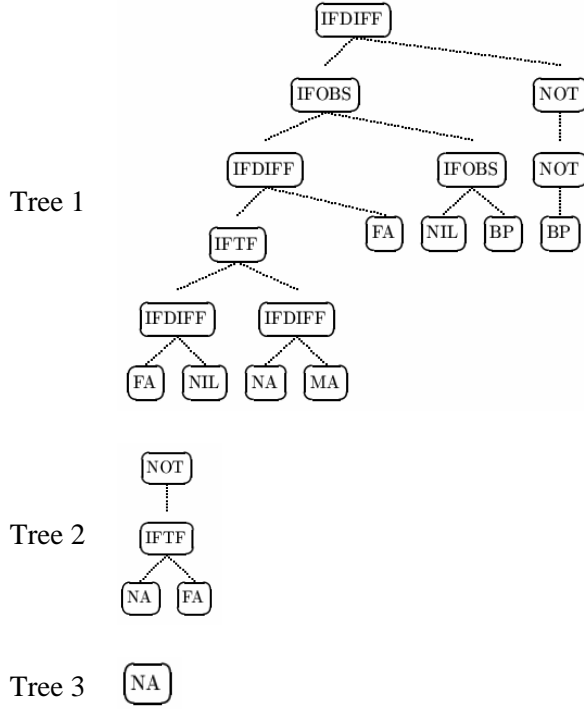 IFDIFF
IFOBS NOT
IFDIFF IFOBS NOT
Tree 1
IFTF FA NIL BP BP
IFDIFF IFDIFF
FA NIL NA MA
NOT
Tree 2 IFTF
NA FA
Tree 3 NA